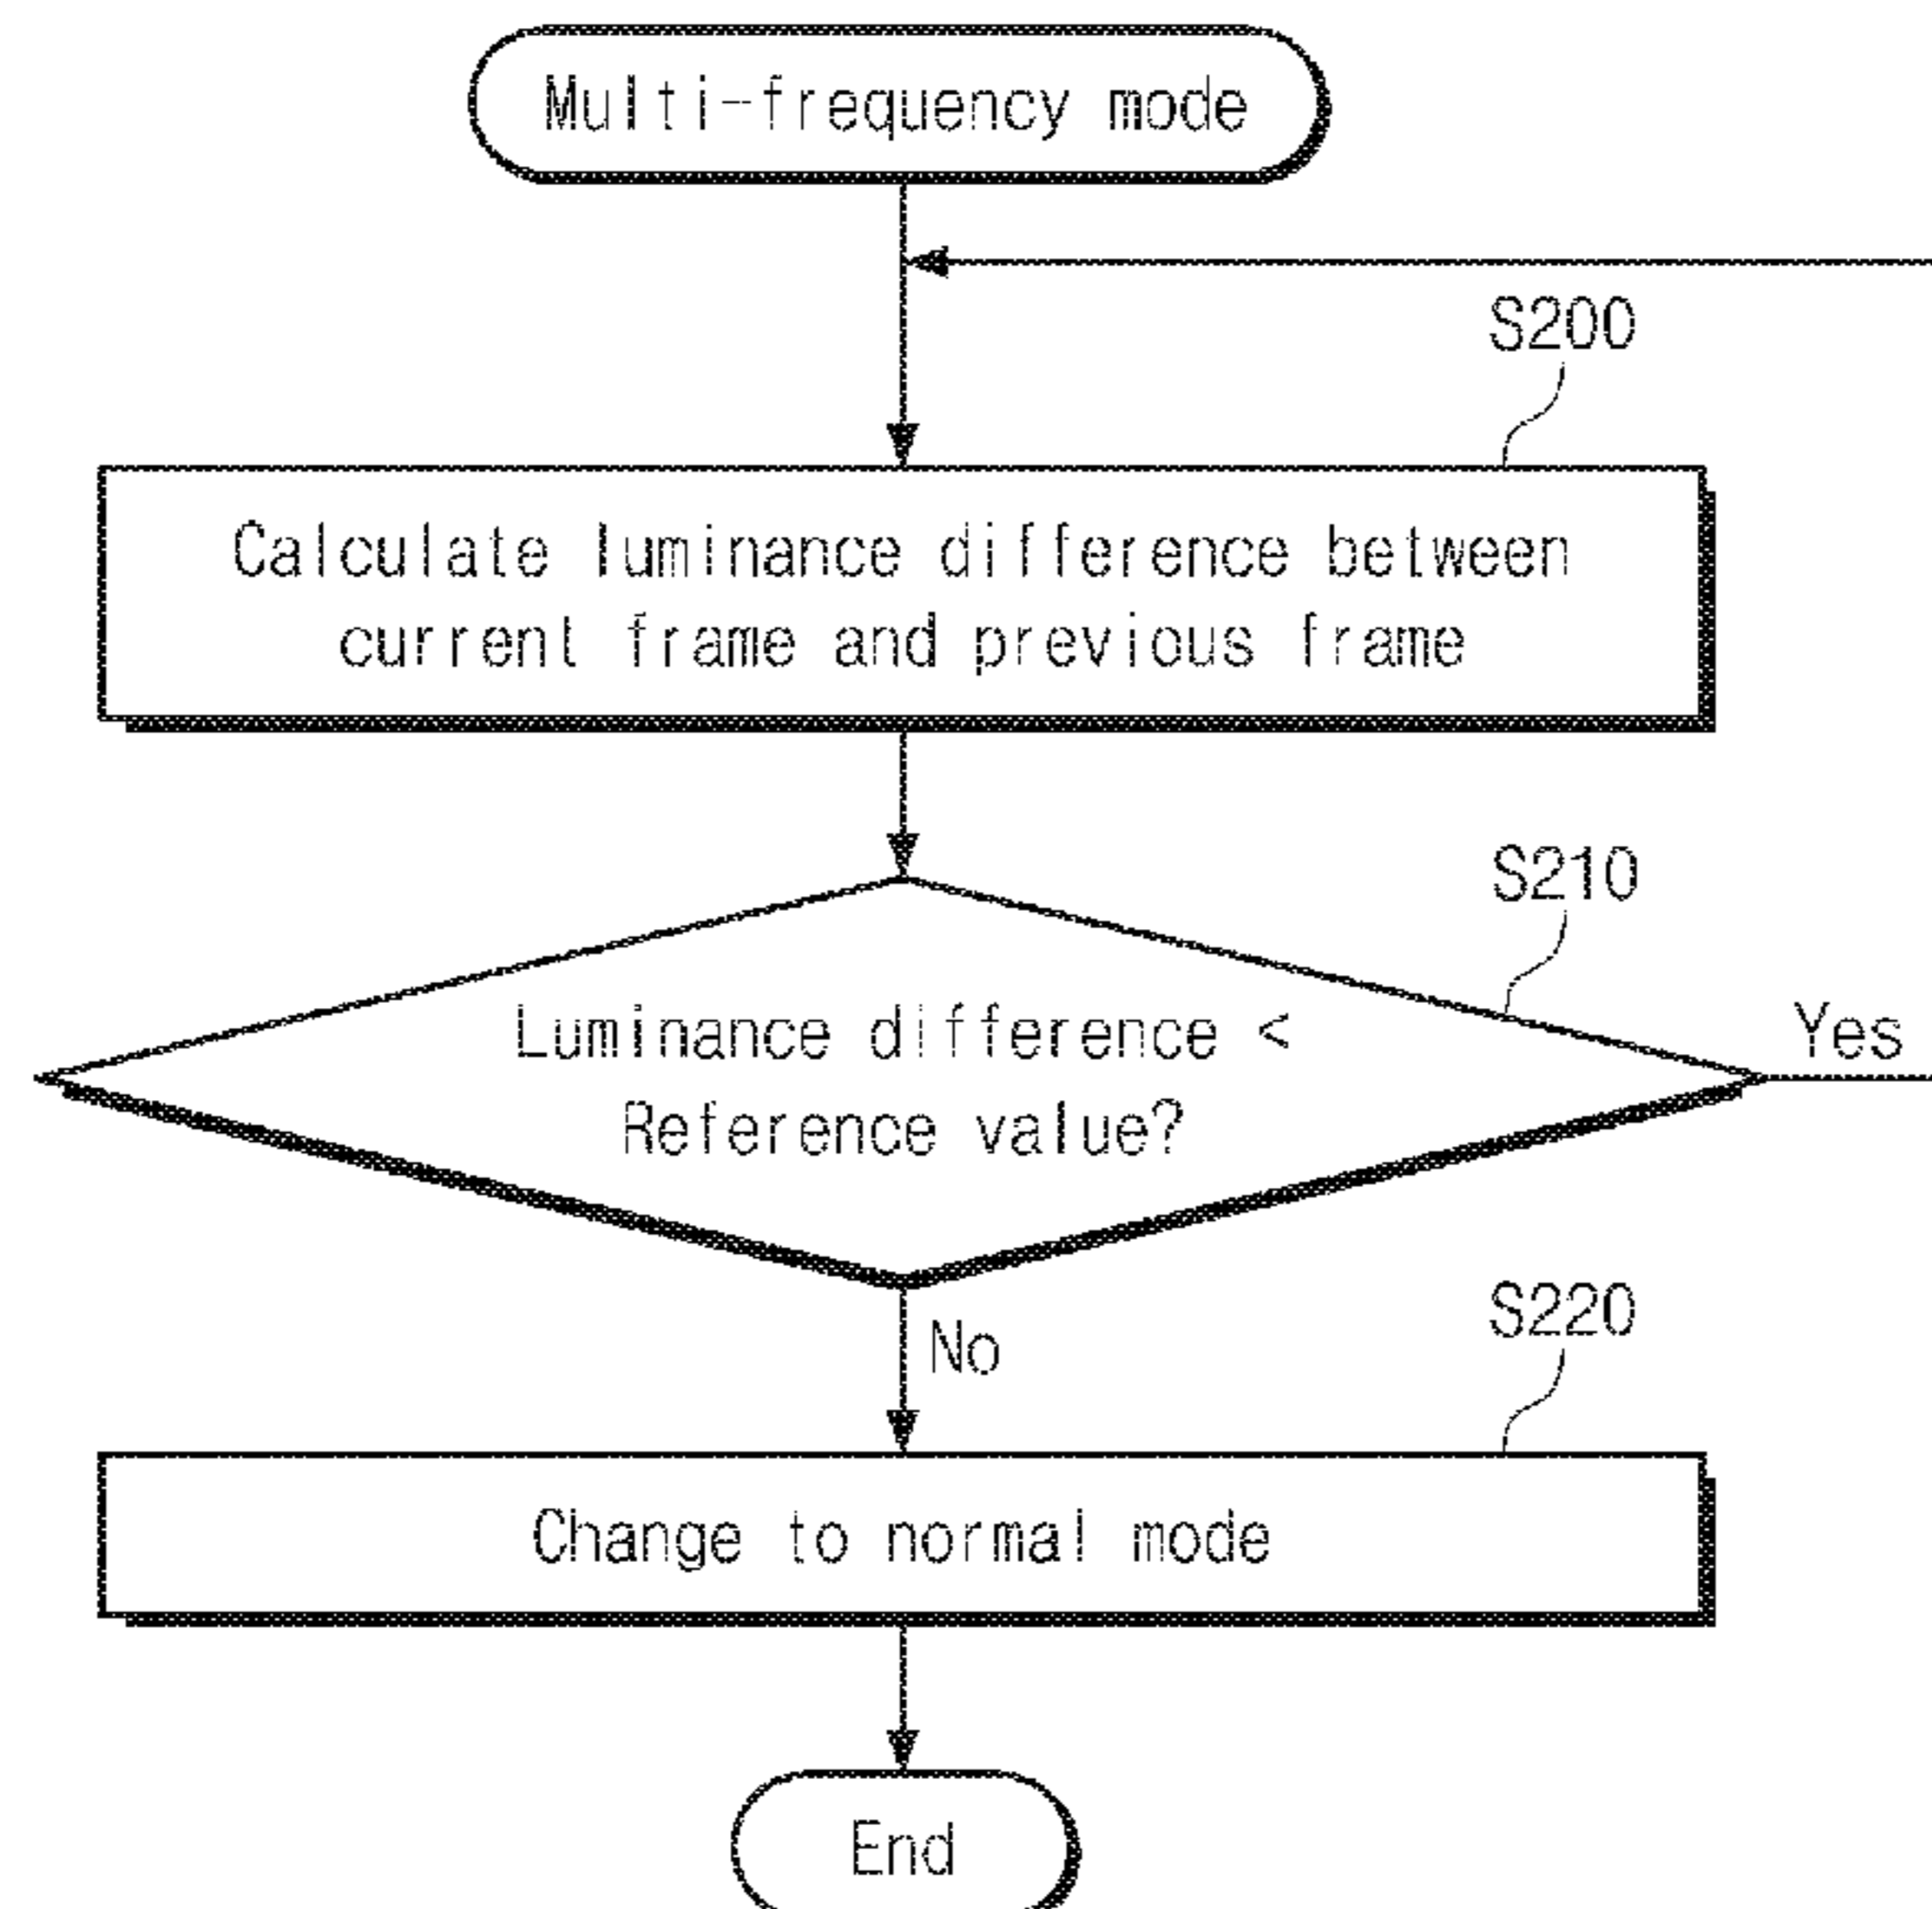 Multi-frequency mode
S200
Calculate luminance difference between
current frame and previous frame
S210
Luminance difference <
Reference value?
Yes
No
S220
Change to normal mode
End